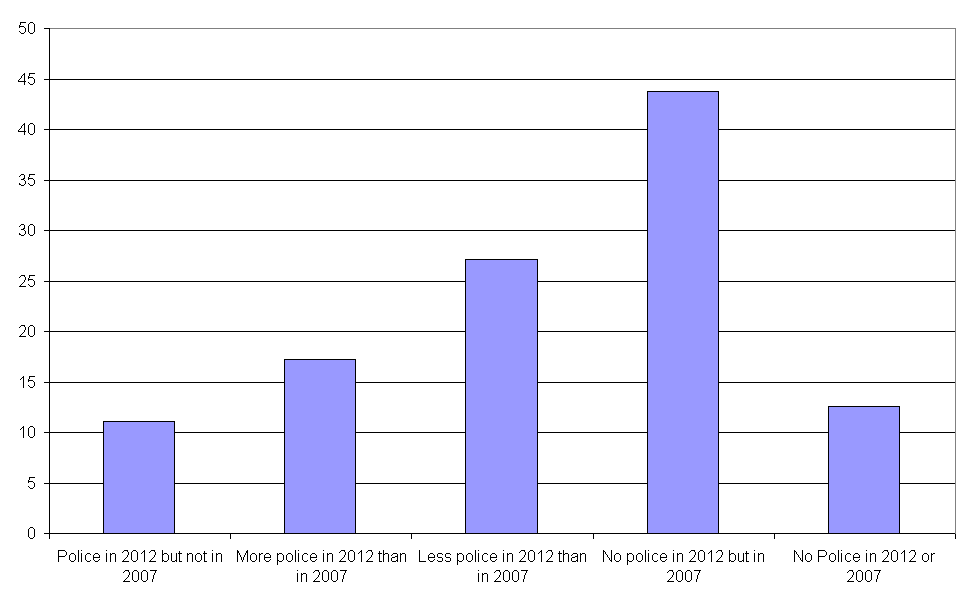 50
45
40
35
30
25
20
15
10
5
0
Police in 2012 but not in
2007
More police in 2012 than
in 2007
Less police in 2012 than
in 2007
No police in 2012 but in
2007
No Police in 2012 or
2007